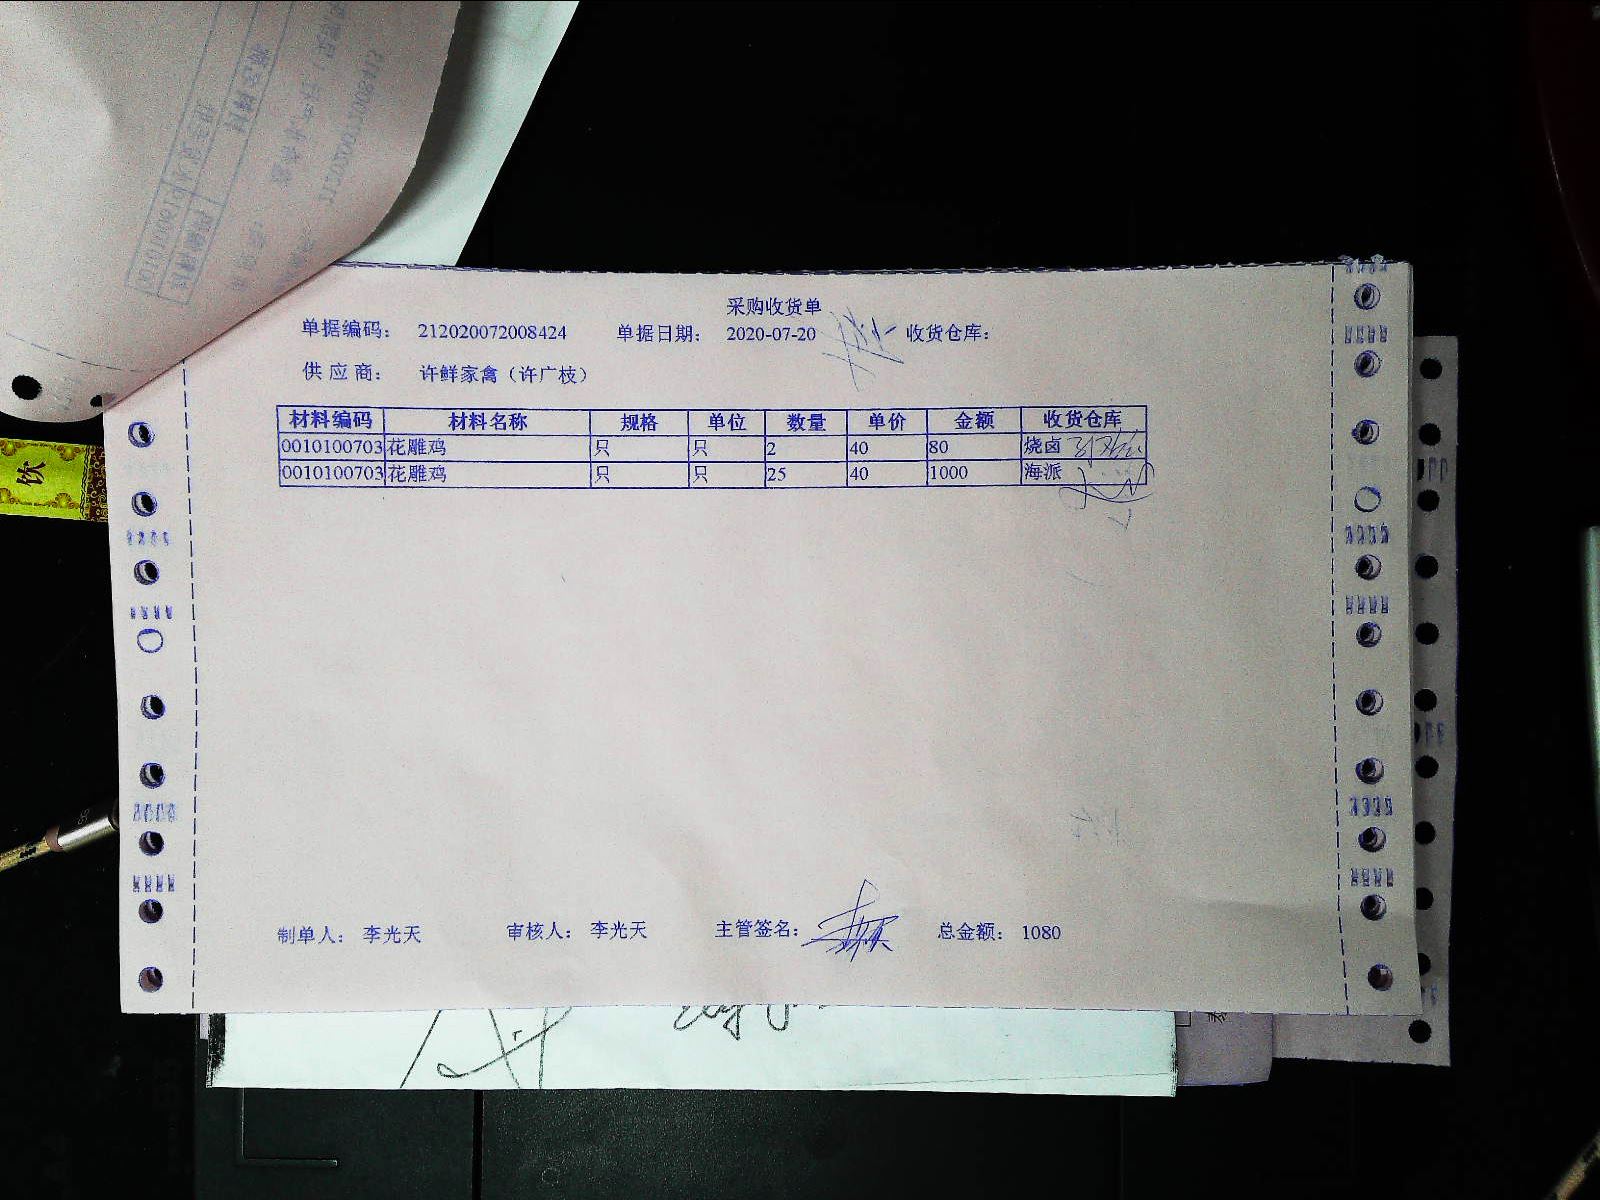 采购收货单
单据编码： 212020072008424 单据日期： 2020-07-20 收货仓库：
供应商： 许鲜家禽（许广枝）
材料编码 材料名称 规格 单位 数量 单价 金额 收货仓库
0010100703 花雕鸡 只 只 2 40 80 烧卤
0010100703 花雕鸡 只 只 25 40 1000 海派
制单人： 李光天 审核人： 李光天 主管签名： 总金额： 1080
饮